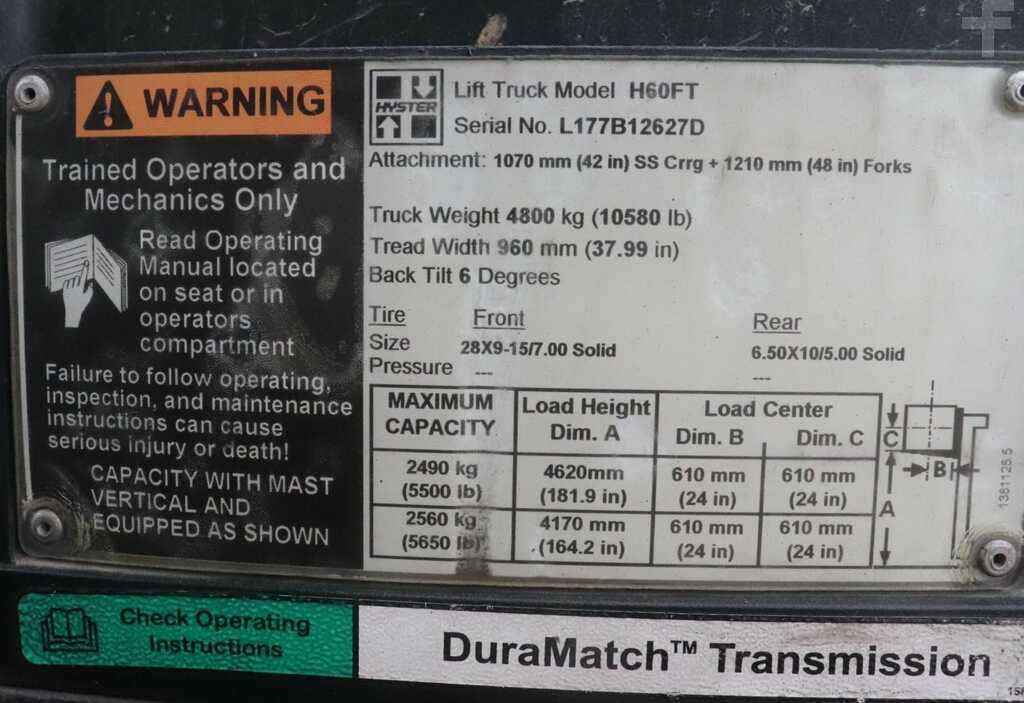 WARNING
Trained Operators and
Mechanics Only
Read Operating
Manual located
on seat or in
operators
compartment
Failure to follow operating,
inspection, and maintenance
instructions can cause
serious injury or death!
CAPACITY WITH MAST
VERTICAL AND
EQUIPPED AS SHOWN
HYSTER
Lift Truck Model H60FT
Serial No. L177B12627D
Attachment: 1070 mm (42 in) SS Crrg + 1210 mm (48 in) Forks
Truck Weight 4800 kg (10580 lb)
Tread Width 960 mm (37.99 in)
Back Tilt 6 Degrees
Tire Front Rear
Size 28X9-15/7.00 Solid 6.50X10/5.00 Solid
Pressure --- ---
MAXIMUM CAPACITY Load Height Dim. A Load Center Dim. B Dim. C
2490 kg 4620mm 610 mm 610 mm
(5500 lb) (181.9 in) (24 in) (24 in)
2560 kg 4170 mm 610 mm 610 mm
(5650 lb) (164.2 in) (24 in) (24 in)
C
B
A
1381125.5
Check Operating
Instructions
DuraMatch™ Transmission